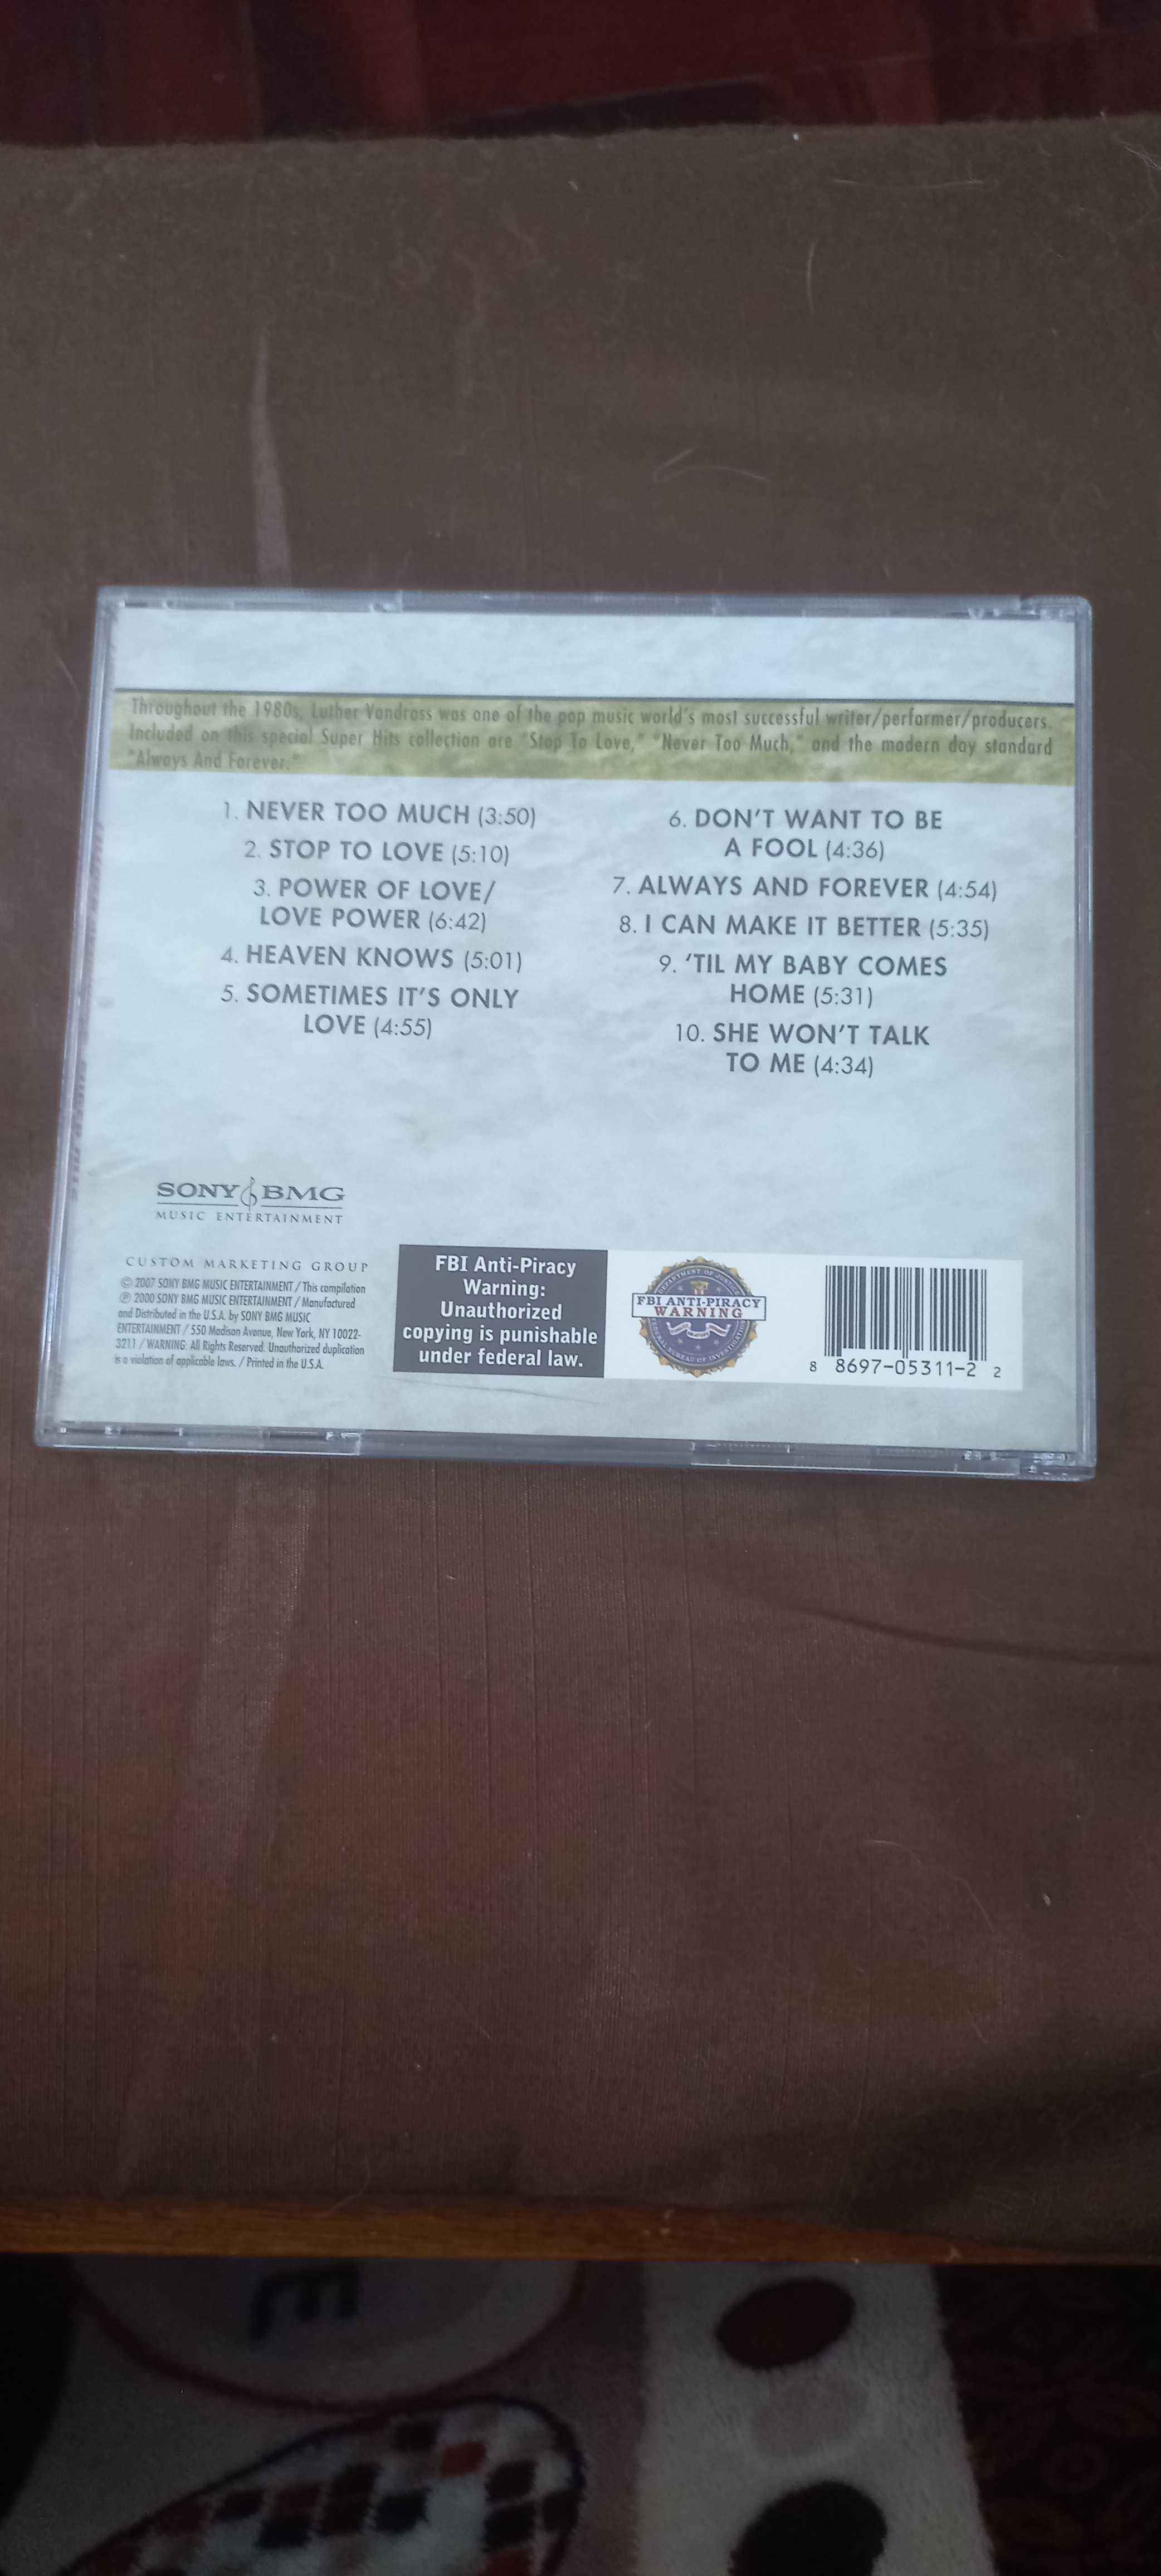 Throughout the 1980s, Luther Vandross was one of the pop music world's most successful writer/performer/producers.
Included on this special Super Hits collection are "Stop To Love," "Never Too Much," and the modern day standard
"Always And Forever."
1. NEVER TOO MUCH (3:50)
2. STOP TO LOVE (5:10)
3. POWER OF LOVE/
LOVE POWER (6:42)
4. HEAVEN KNOWS (5:01)
5. SOMETIMES IT'S ONLY
LOVE (4:55)
6. DON'T WANT TO BE
A FOOL (4:36)
7. ALWAYS AND FOREVER (4:54)
8. I CAN MAKE IT BETTER (5:35)
9. 'TIL MY BABY COMES
HOME (5:31)
10. SHE WON'T TALK
TO ME (4:34)
SONY BMG
MUSIC ENTERTAINMENT
CUSTOM MARKETING GROUP
© 2007 SONY BMG MUSIC ENTERTAINMENT / This compilation
℗ 2000 SONY BMG MUSIC ENTERTAINMENT / Manufactured
and Distributed in the U.S.A. by SONY BMG MUSIC
ENTERTAINMENT / 550 Madison Avenue, New York, NY 10022-
3211 / WARNING: All Rights Reserved. Unauthorized duplication
is a violation of applicable laws. / Printed in the U.S.A.
FBI Anti-Piracy
Warning:
Unauthorized
copying is punishable
under federal law.
DEPARTMENT OF JUSTICE
FBI ANTI-PIRACY
WARNING
FEDERAL BUREAU OF INVESTIGATION
8 8697-05311-2 2